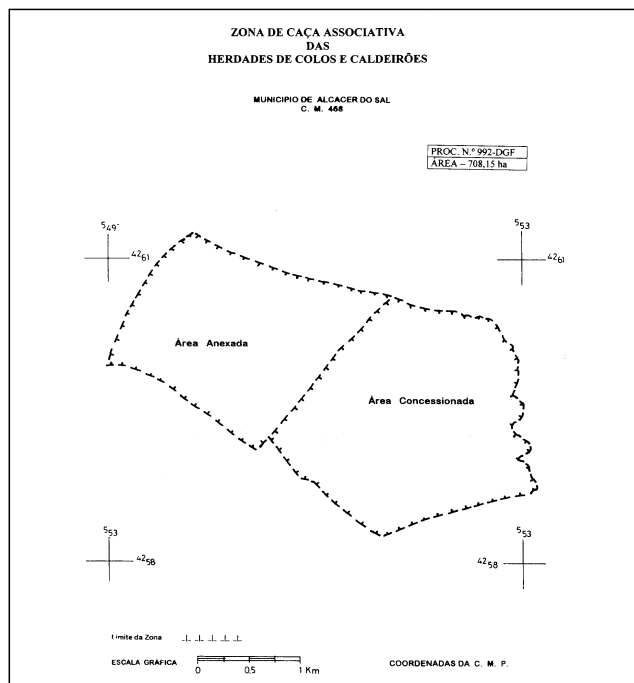 ZONA DE CAÇA ASSOCIATIVA
DAS
HERDADES DE COLOS E CALDEIRÕES
MUNICIPIO DE ALCACER DO SAL
C. M. 468
PROC. N.º 992-DGF
ÁREA – 708,15 ha
549
4261
553
4261
Área Anexada
Área Concessionada
553
4258
553
4258
Límite da Zona
ESCALA GRÁFICA
0 0,5 1 Km
COORDENADAS DA C. M. P.